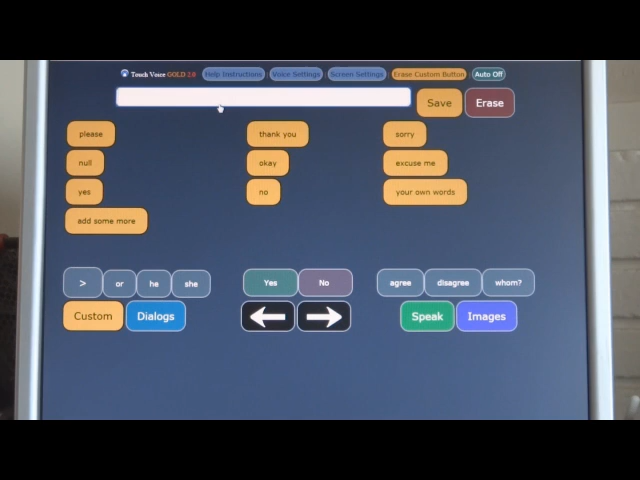 Touch Voice GOLD 2.0 Help Instructions Voice Settings Screen Settings Erase Custom Button Auto Off
Save Erase
please thank you sorry
null okay excuse me
yes no your own words
add some more
> or he she Yes No agree disagree whom?
Custom Dialogs Speak Images